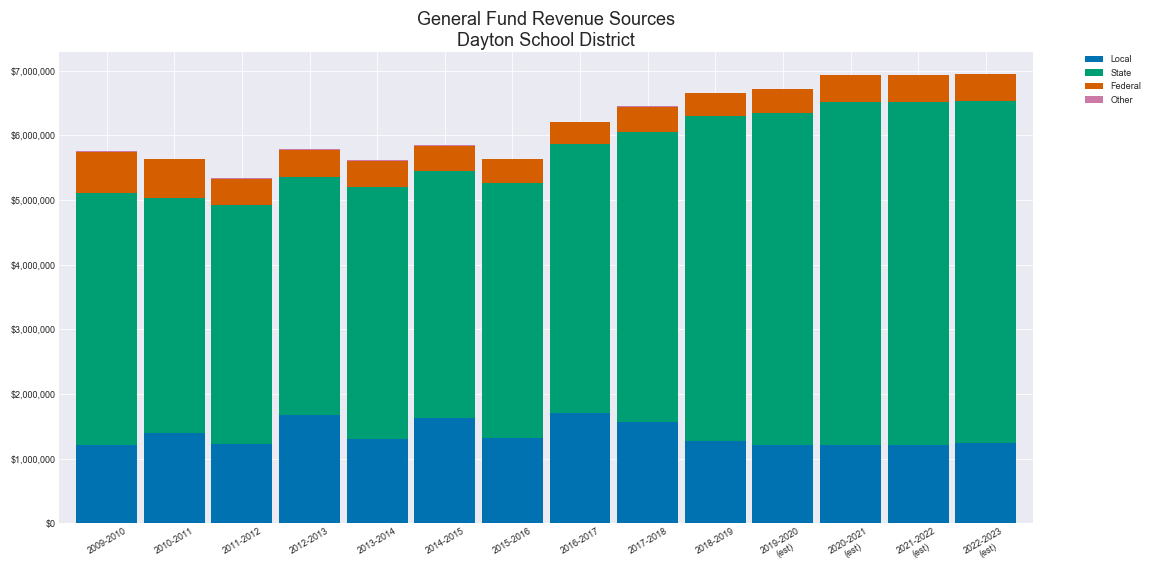 General Fund Revenue Sources
Dayton School District
Local
State
Federal
Other
$7,000,000
$6,000,000
$5,000,000
$4,000,000
$3,000,000
$2,000,000
$1,000,000
$0
2009-2010
2010-2011
2011-2012
2012-2013
2013-2014
2014-2015
2015-2016
2016-2017
2017-2018
2018-2019
2019-2020
(est)
2020-2021
(est)
2021-2022
(est)
2022-2023
(est)